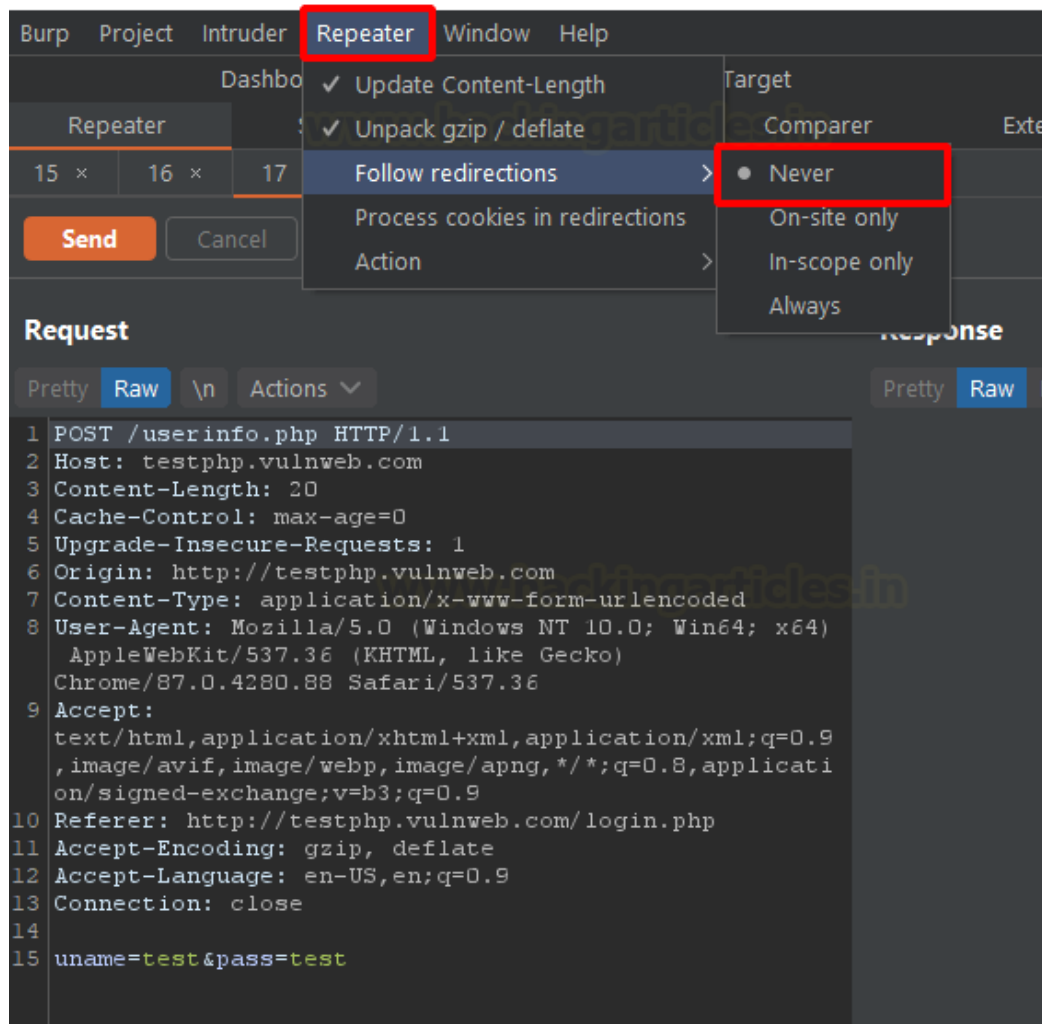 Burp Project Intruder Repeater Window Help
Dashbo Target
✓ Update Content-Length
Repeater Comparer Exte
✓ Unpack gzip / deflate
15 × 16 × 17 Follow redirections > ● Never
Process cookies in redirections On-site only
Send Cancel
Action > In-scope only
Always
Request Response
Pretty Raw \n Actions Pretty Raw
1 POST /userinfo.php HTTP/1.1
2 Host: testphp.vulnweb.com
3 Content-Length: 20
4 Cache-Control: max-age=0
5 Upgrade-Insecure-Requests: 1
6 Origin: http://testphp.vulnweb.com
7 Content-Type: application/x-www-form-urlencoded
8 User-Agent: Mozilla/5.0 (Windows NT 10.0; Win64; x64)
AppleWebKit/537.36 (KHTML, like Gecko)
Chrome/87.0.4280.88 Safari/537.36
9 Accept:
text/html,application/xhtml+xml,application/xml;q=0.9
,image/avif,image/webp,image/apng,*/*;q=0.8,applicati
on/signed-exchange;v=b3;q=0.9
10 Referer: http://testphp.vulnweb.com/login.php
11 Accept-Encoding: gzip, deflate
12 Accept-Language: en-US,en;q=0.9
13 Connection: close
14
15 uname=test&pass=test
www.hackingarticles.in
www.hackingarticles.in